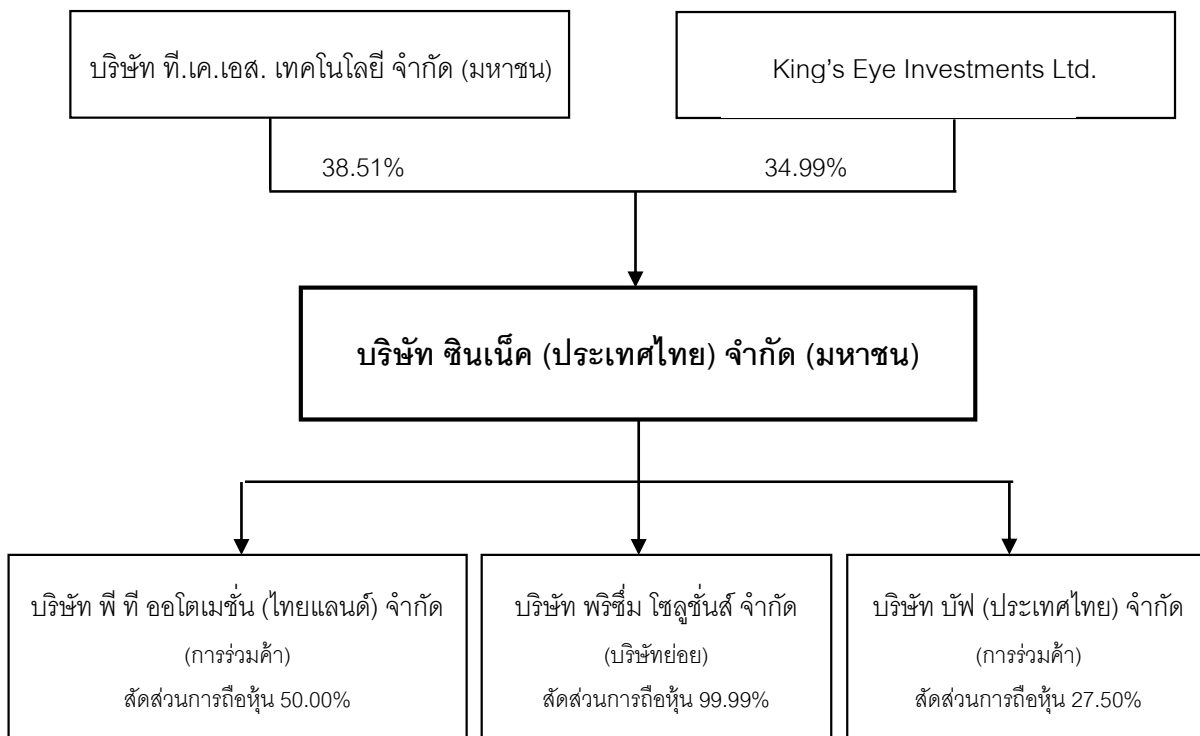 บริษัท ที.เค.เอส. เทคโนโลยี จำกัด (มหาชน)
King's Eye Investments Ltd.
38.51%
34.99%
บริษัท ซินเน็ค (ประเทศไทย) จำกัด (มหาชน)
บริษัท พี ที ออโตเมชั่น (ไทยแลนด์) จำกัด
(การร่วมค้า)
สัดส่วนการถือหุ้น 50.00%
บริษัท พริซึ่ม โซลูชั่นส์ จำกัด
(บริษัทย่อย)
สัดส่วนการถือหุ้น 99.99%
บริษัท บัฟ (ประเทศไทย) จำกัด
(การร่วมค้า)
สัดส่วนการถือหุ้น 27.50%